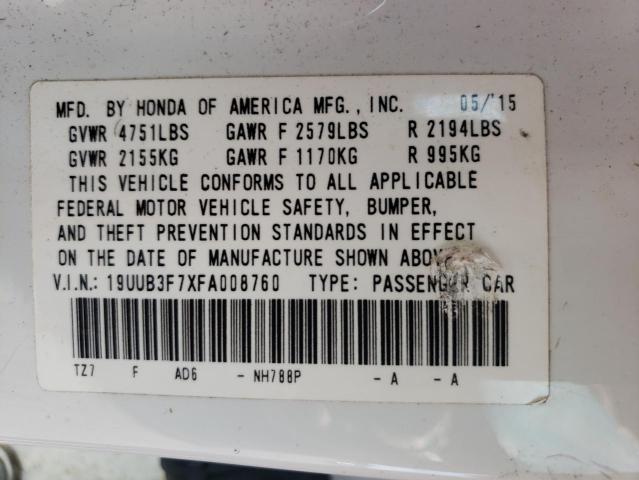 MFD. BY HONDA OF AMERICA MFG., INC. 05/'15
GVWR 4751LBS GAWR F 2579LBS R 2194LBS
GVWR 2155KG GAWR F 1170KG R 995KG
THIS VEHICLE CONFORMS TO ALL APPLICABLE
FEDERAL MOTOR VEHICLE SAFETY, BUMPER,
AND THEFT PREVENTION STANDARDS IN EFFECT
ON THE DATE OF MANUFACTURE SHOWN ABOVE
V.I.N.: 19UUB3F7XFA008760 TYPE: PASSENGER CAR
TZ7 F AD6 - NH788P - A - A